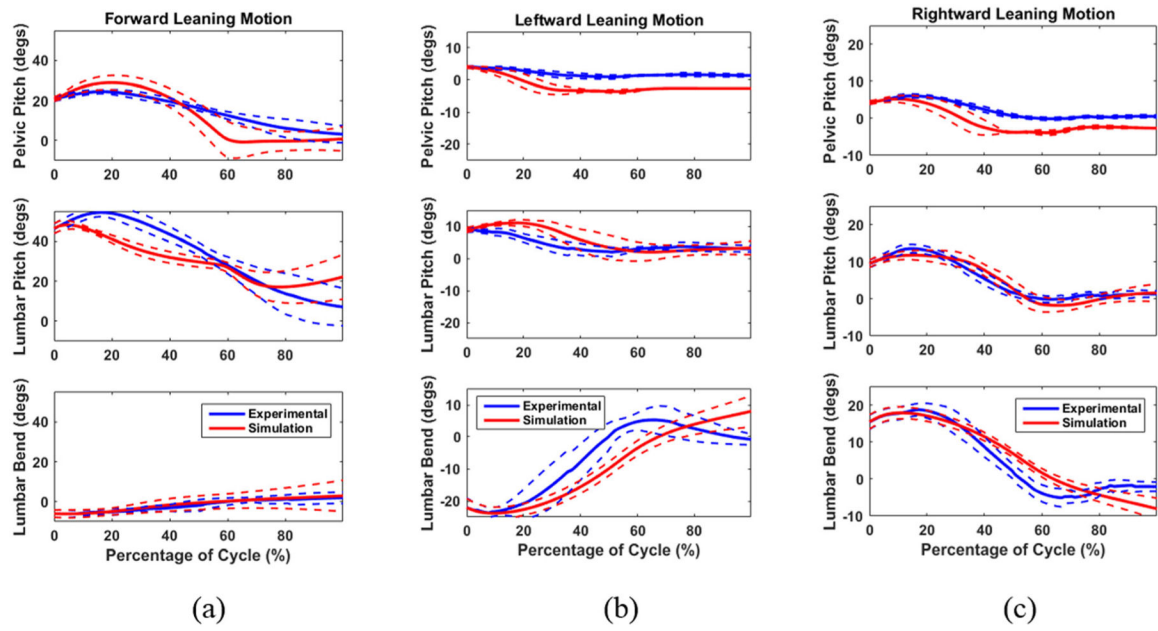 Forward Leaning Motion
Pelvic Pitch (degs)
40
20
0
0 20 40 60 80
Lumbar Pitch (degs)
40
20
0
0 20 40 60 80
Lumbar Bend (degs)
40
20
0
Experimental
Simulation
0 20 40 60 80
Percentage of Cycle (%)
(a)
Leftward Leaning Motion
Pelvic Pitch (degs)
10
0
-10
-20
0 20 40 60 80
Lumbar Pitch (degs)
10
0
-10
-20
0 20 40 60 80
Lumbar Bend (degs)
10
0
-10
-20
Experimental
Simulation
0 20 40 60 80
Percentage of Cycle (%)
(b)
Rightward Leaning Motion
Pelvic Pitch (degs)
20
10
0
-10
0 20 40 60 80
Lumbar Pitch (degs)
20
10
0
-10
0 20 40 60 80
Lumbar Bend (degs)
20
10
0
-10
Experimental
Simulation
0 20 40 60 80
Percentage of Cycle (%)
(c)